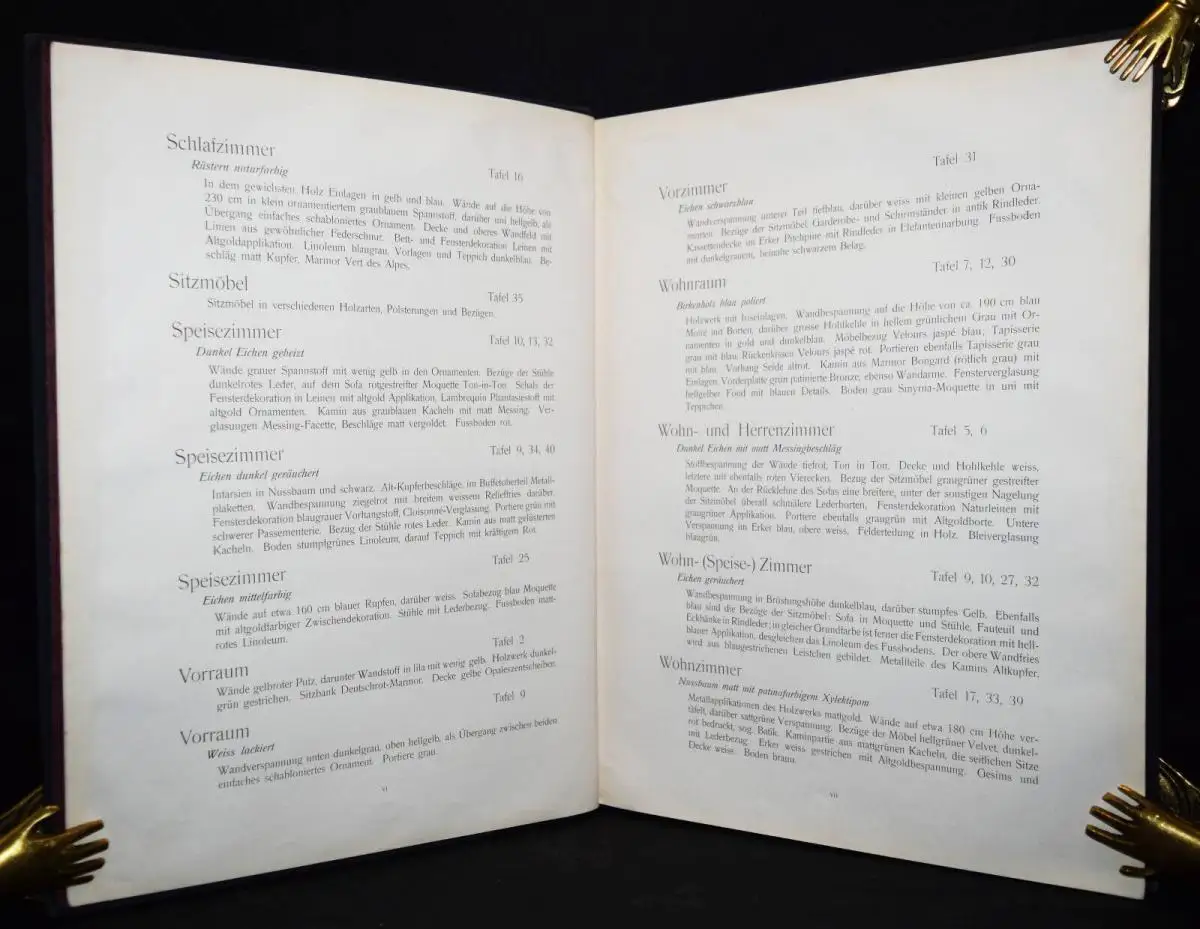 Schlafzimmer
Rüstern naturfarbig
Tafel 16
In dem gewichsten Holz Einlagen in gelb und blau. Wände auf die Höhe von
230 cm in klein ornamentiertem graublauem Spannstoff, darüber uni hellgelb, als
Übergang einfaches schabloniertes Ornament. Decke und oberes Wandfeld mit
Linien aus gewöhnlicher Federschnur. Bett- und Fensterdekoration Leinen mit
Altgoldapplikation. Linoleum blaugrau, Vorlagen und Teppich dunkelblau. Be-
schläg matt Kupfer, Marmor Vert des Alpes.
Sitzmöbel
Tafel 35
Sitzmöbel in verschiedenen Holzarten, Polsterungen und Bezügen.
Speisezimmer
Tafel 10, 13, 32
Dunkel Eichen gebeizt
Wände grauer Spannstoff mit wenig gelb in den Ornamenten. Bezüge der Stühle
dunkelrotes Leder, auf dem Sofa rotgestreifter Moquette Ton-in-Ton. Schals der
Fensterdekoration in Leinen mit altgold Applikation, Lambrequin Phantasiestoff mit
altgold Ornamenten. Kamin aus graublauen Kacheln mit matt Messing. Ver-
glasungen Messing-Facette, Beschläge matt vergoldet. Fussboden rot.
Speisezimmer
Tafel 9, 34, 40
Eichen dunkel geräuchert
Intarsien in Nussbaum und schwarz. Alt-Kupferbeschläge, im Buffetoberteil Metall-
plaketten. Wandbespannung ziegelrot mit breitem weissem Relieffries darüber.
Fensterdekoration blaugrauer Vorhangstoff, Cloisonné-Verglasung. Portiere grün mit
schwerer Passementerie. Bezug der Stühle rotes Leder. Kamin aus matt gelüsterten
Kacheln. Boden stumpfgrünes Linoleum, darauf Teppich mit kräftigem Rot.
Tafel 25
Speisezimmer
Eichen mittelfarbig
Wände auf etwa 160 cm blauer Rupfen, darüber weiss. Sofabezug blau Moquette
mit altgoldfarbiger Zwischendekoration. Stühle mit Lederbezug. Fussboden matt-
rotes Linoleum.
Tafel 2
Vorraum
Wände gelbroter Putz, darunter Wandstoff in lila mit wenig gelb. Holzwerk dunkel-
grün gestrichen. Sitzbank Deutschrot-Marmor. Decke gelbe Opaleszentscheiben.
Tafel 9
Vorraum
Weiss lackiert
Wandverspannung unten dunkelgrau, oben hellgelb, als Übergang zwischen beiden
einfaches schabloniertes Ornament. Portiere grau.
VI
Tafel 31
Vorzimmer
Eichen schwarzblau
Wandverspannung unterer Teil tiefblau, darüber weiss mit kleinen gelben Orna-
menten. Bezüge der Sitzmöbel, Garderobe- und Schirmständer in antik Rindleder.
Kassettendecke im Erker Pitchpine mit Rindleder in Elefantennarbung. Fussboden
mit dunkelgrauem, beinahe schwarzem Belag.
Tafel 7, 12, 30
Wohnraum
Birkenholz blau poliert
Holzwerk mit Einlagen. Wandbespannung auf die Höhe von ca. 190 cm blau
Moiré mit Borten, darüber grosse Hohlkehle in hellem grünlichem Grau mit Or-
namenten in gold und dunkelblau. Möbelbezug Velours jaspé blau, Tapisserie
grau mit blau. Rückenkissen Velours jaspé rot. Portieren ebenfalls Tapisserie grau
mit blau. Vorhang Seide altrot. Kamin aus Marmor Bongard (rötlich grau) mit
Einlagen. Vorderplatte grün patinierte Bronze, ebenso Wandarme. Fensterverglasung
hellgelber Fond mit blauen Details. Boden grau Smyrna-Moquette in uni mit
Teppichen.
Wohn- und Herrenzimmer
Tafel 5, 6
Dunkel Eichen mit matt Messingbeschläg
Stoffbespannung der Wände tiefrot, Ton in Ton. Decke und Hohlkehle weiss,
letztere mit ebenfalls roten Vierecken. Bezug der Sitzmöbel graugrüner gestreifter
Moquette. An der Rücklehne des Sofas eine breitere, unter der sonstigen Nagelung
der Sitzmöbel überall schmälere Lederborten. Fensterdekoration Naturleinen mit
graugrüner Applikation. Portiere ebenfalls graugrün mit Altgoldborte. Untere
Verspannung im Erker blau, obere weiss. Felderteilung in Holz. Bleiverglasung
blaugrün.
Wohn- (Speise-) Zimmer
Tafel 9, 10, 27, 32
Eichen geräuchert
Wandbespannung in Brüstungshöhe dunkelblau, darüber stumpfes Gelb. Ebenfalls
blau sind die Bezüge der Sitzmöbel: Sofa in Moquette und Stühle, Fauteuil und
Eckbänke in Rindleder; in gleicher Grundfarbe ist ferner die Fensterdekoration mit hell-
blauer Applikation, desgleichen das Linoleum des Fussbodens. Der obere Wandfries
wird aus blaugestrichenen Leistchen gebildet. Metallteile des Kamins Altkupfer.
Wohnzimmer
Tafel 17, 33, 39
Nussbaum matt mit patinafarbigem Xylektipom
Metallapplikationen des Holzwerks mattgold. Wände auf etwa 180 cm Höhe ver-
täfelt, darüber sattgrüne Verspannung. Bezüge der Möbel hellgrüner Velvet, dunkel-
rot bedruckt, sog. Batik. Kaminpartie aus mattgrünen Kacheln, die seitlichen Sitze
mit Lederbezug. Erker weiss gestrichen mit Altgoldbespannung. Gesims und
Decke weiss. Boden braun.
VII